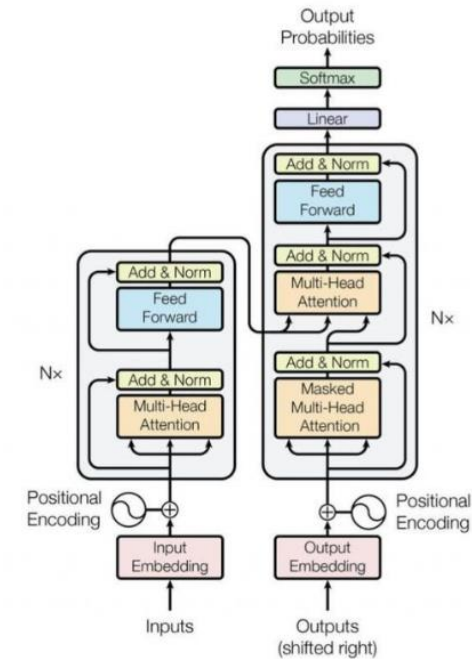 Output
Probabilities
Softmax
Linear
Add & Norm
Feed
Forward
Add & Norm
Multi-Head
Attention
Nx
Add & Norm
Masked
Multi-Head
Attention
Add & Norm
Feed
Forward
Nx
Add & Norm
Multi-Head
Attention
Positional
Encoding
Input
Embedding
Inputs
Positional
Encoding
Output
Embedding
Outputs
(shifted right)